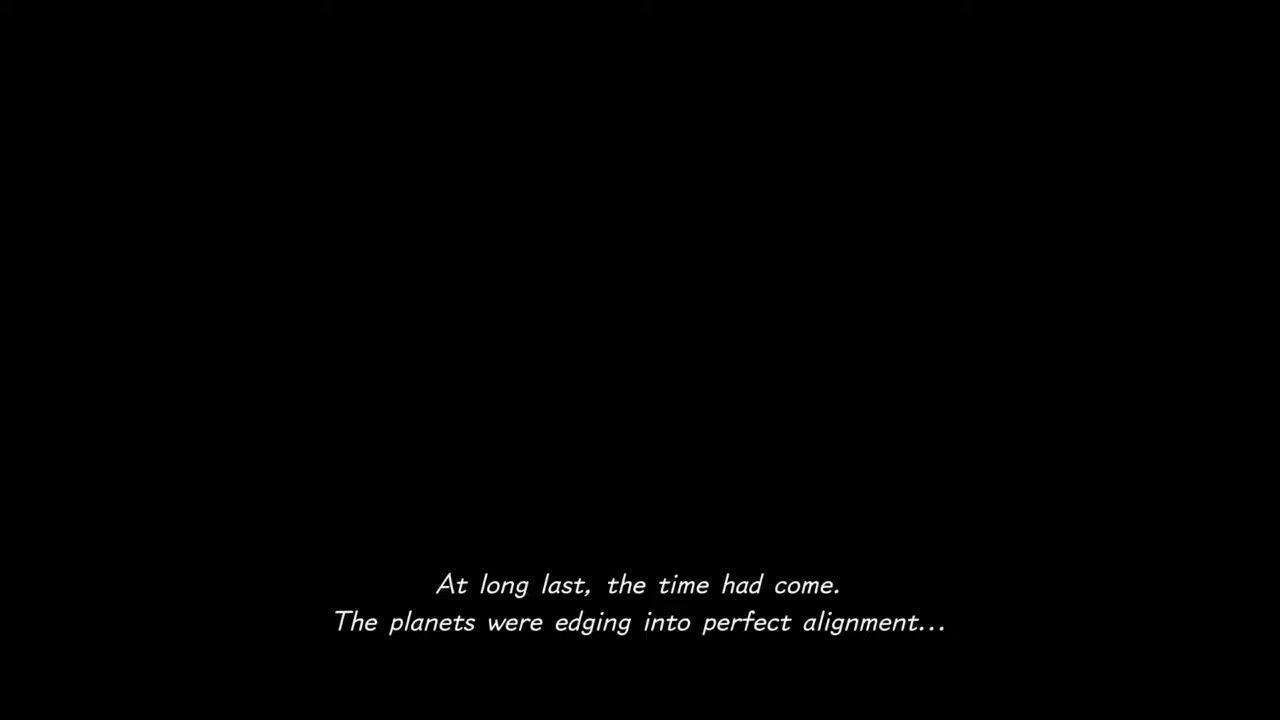 At long last, the time had come.
The planets were edging into perfect alignment...